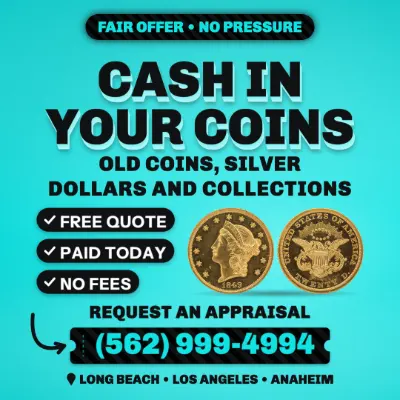 FAIR OFFER • NO PRESSURE
CASH IN
YOUR COINS
OLD COINS, SILVER
DOLLARS AND COLLECTIONS
FREE QUOTE
PAID TODAY
NO FEES
1849
UNITED STATES OF AMERICA
TWENTY D.
REQUEST AN APPRAISAL
(562) 999-4994
LONG BEACH • LOS ANGELES • ANAHEIM